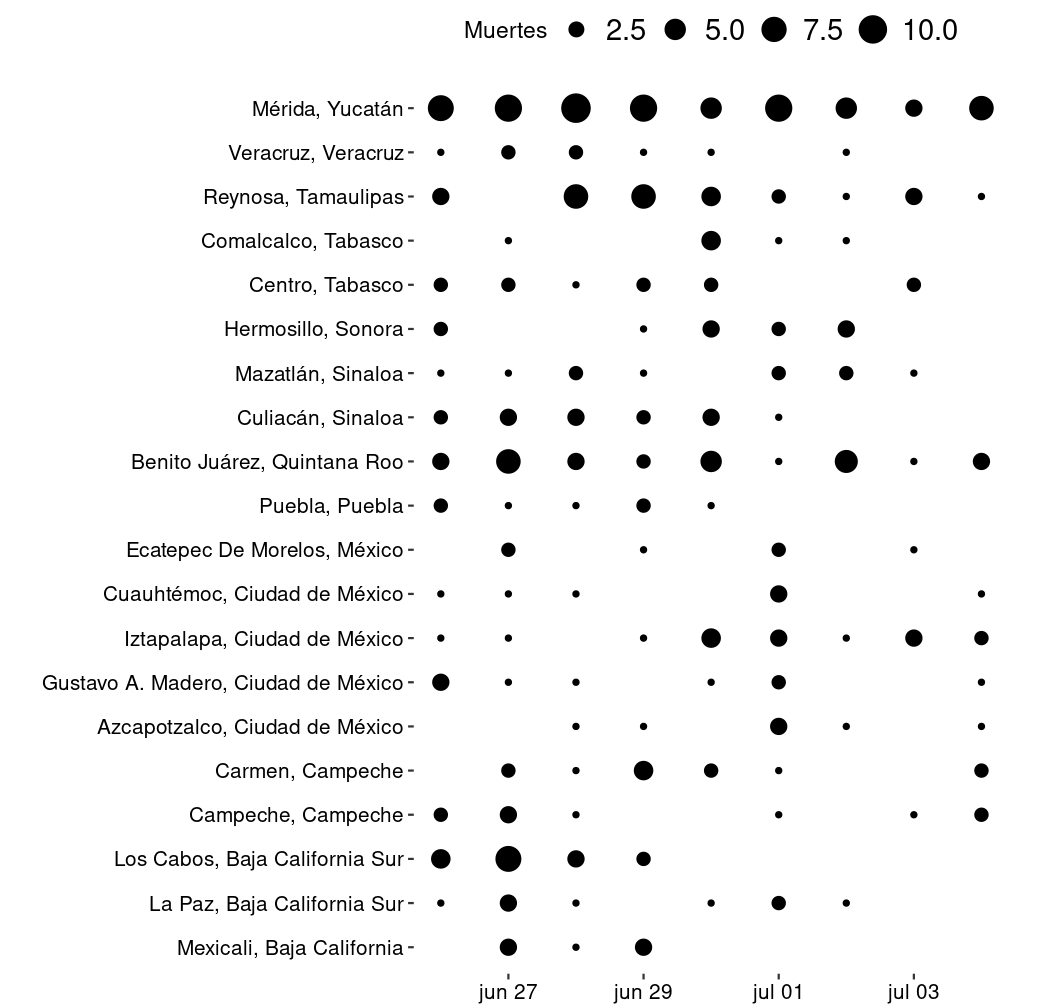 Muertes 2.5 5.0 7.5 10.0
Mérida, Yucatán
Veracruz, Veracruz
Reynosa, Tamaulipas
Comalcalco, Tabasco
Centro, Tabasco
Hermosillo, Sonora
Mazatlán, Sinaloa
Culiacán, Sinaloa
Benito Juárez, Quintana Roo
Puebla, Puebla
Ecatepec De Morelos, México
Cuauhtémoc, Ciudad de México
Iztapalapa, Ciudad de México
Gustavo A. Madero, Ciudad de México
Azcapotzalco, Ciudad de México
Carmen, Campeche
Campeche, Campeche
Los Cabos, Baja California Sur
La Paz, Baja California Sur
Mexicali, Baja California
jun 27 jun 29 jul 01 jul 03